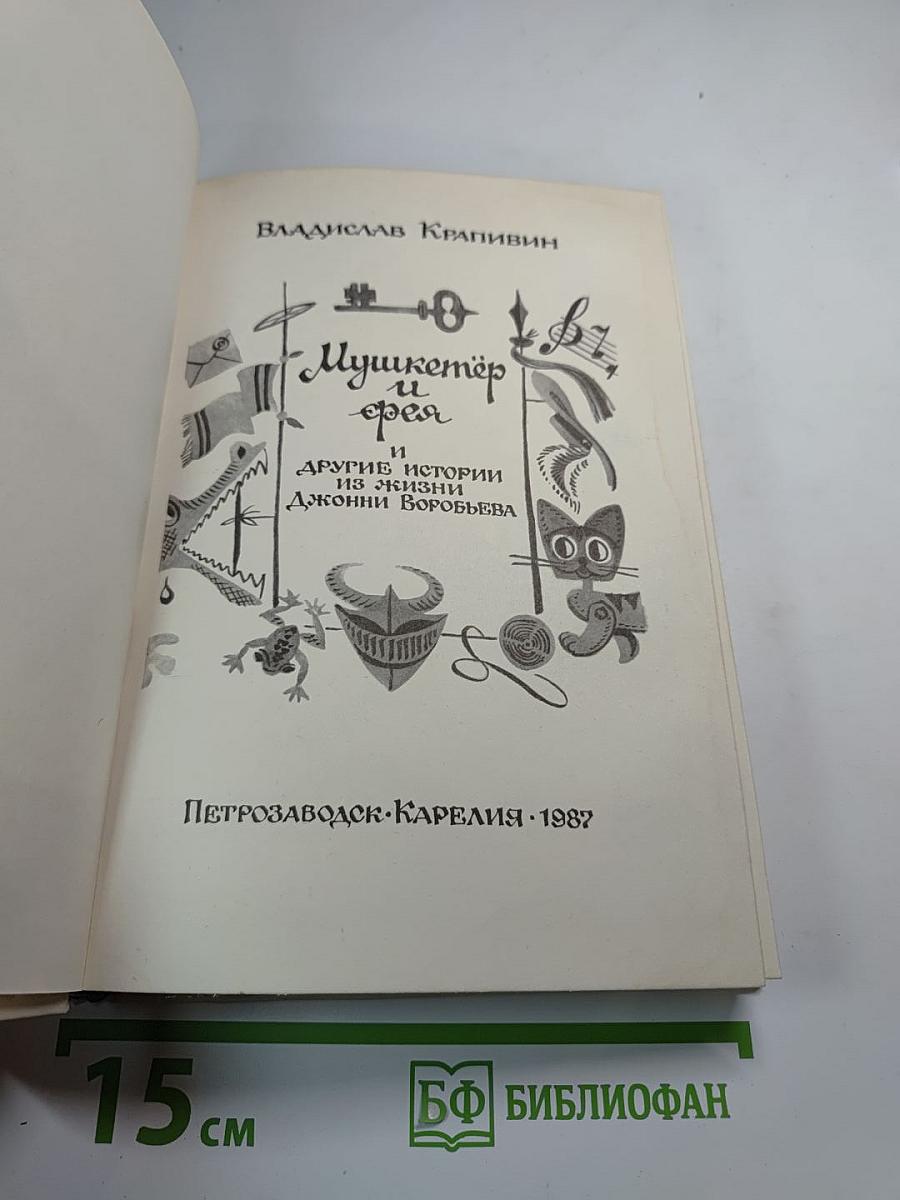 Владислав Крапивин
Мушкетёр
и
фея
и
другие истории
из жизни
Джонни Воробьева
Петрозаводск · Карелия · 1987
15 см
БФ БИБЛИОФАН